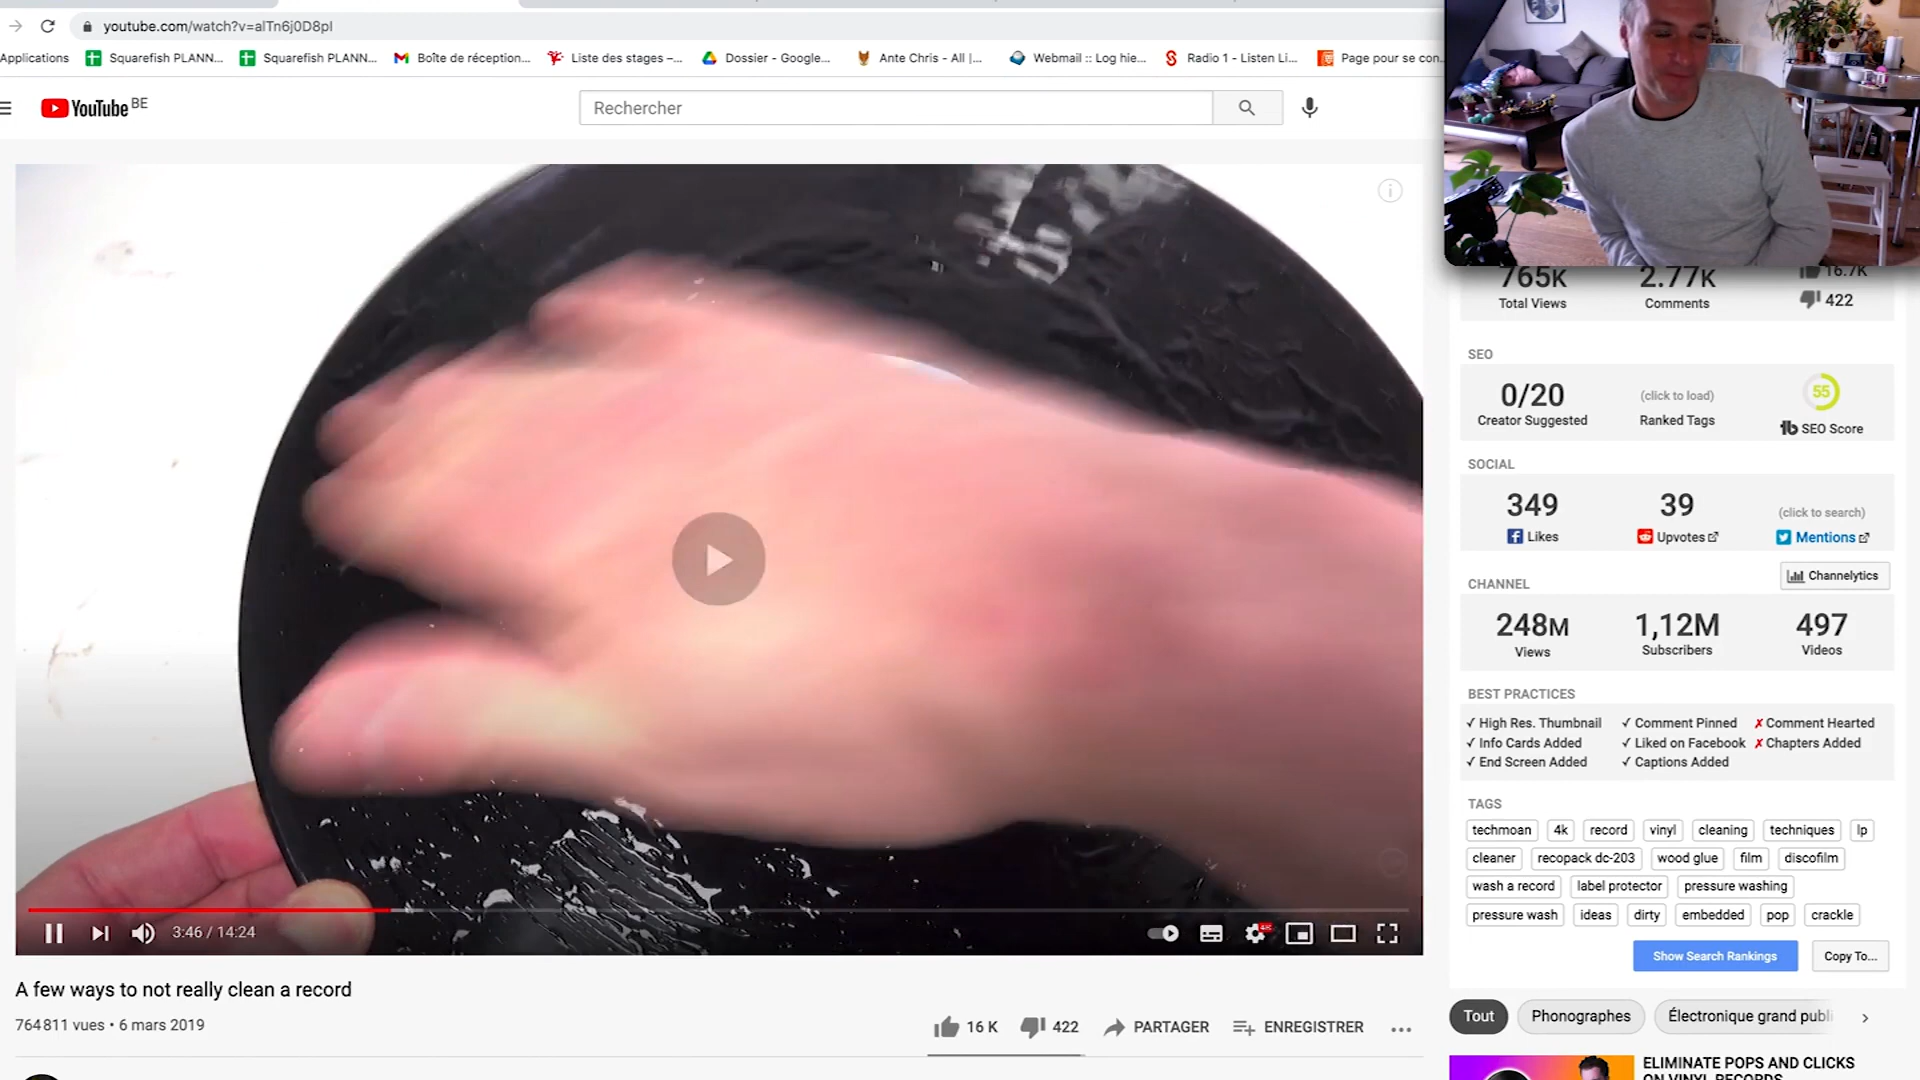 youtube.com/watch?v=alTn6j0D8pI
Applications Squarefish PLANN... Squarefish PLANN... Boîte de réception... Liste des stages –... Dossier - Google... Ante Chris - All |... Webmail :: Log hie... Radio 1 - Listen Li... Page pour se con...
YouTube BE
Rechercher
765K 2.77K 16.7K
Total Views Comments 422
SEO
0/20 (click to load) 55
Creator Suggested Ranked Tags tb SEO Score
SOCIAL
349 39 (click to search)
Likes Upvotes Mentions
CHANNEL Channelytics
248M 1,12M 497
Views Subscribers Videos
BEST PRACTICES
✓ High Res. Thumbnail ✓ Comment Pinned ✗ Comment Hearted
✓ Info Cards Added ✓ Liked on Facebook ✗ Chapters Added
✓ End Screen Added ✓ Captions Added
TAGS
techmoan 4k record vinyl cleaning techniques lp
cleaner recopack dc-203 wood glue film discofilm
wash a record label protector pressure washing
pressure wash ideas dirty embedded pop crackle
Show Search Rankings Copy To...
3:46 / 14:24
A few ways to not really clean a record
764 811 vues • 6 mars 2019
16 K 422 PARTAGER ENREGISTRER
Tout Phonographes Électronique grand publi
ELIMINATE POPS AND CLICKS
ON VINYL RECORDS